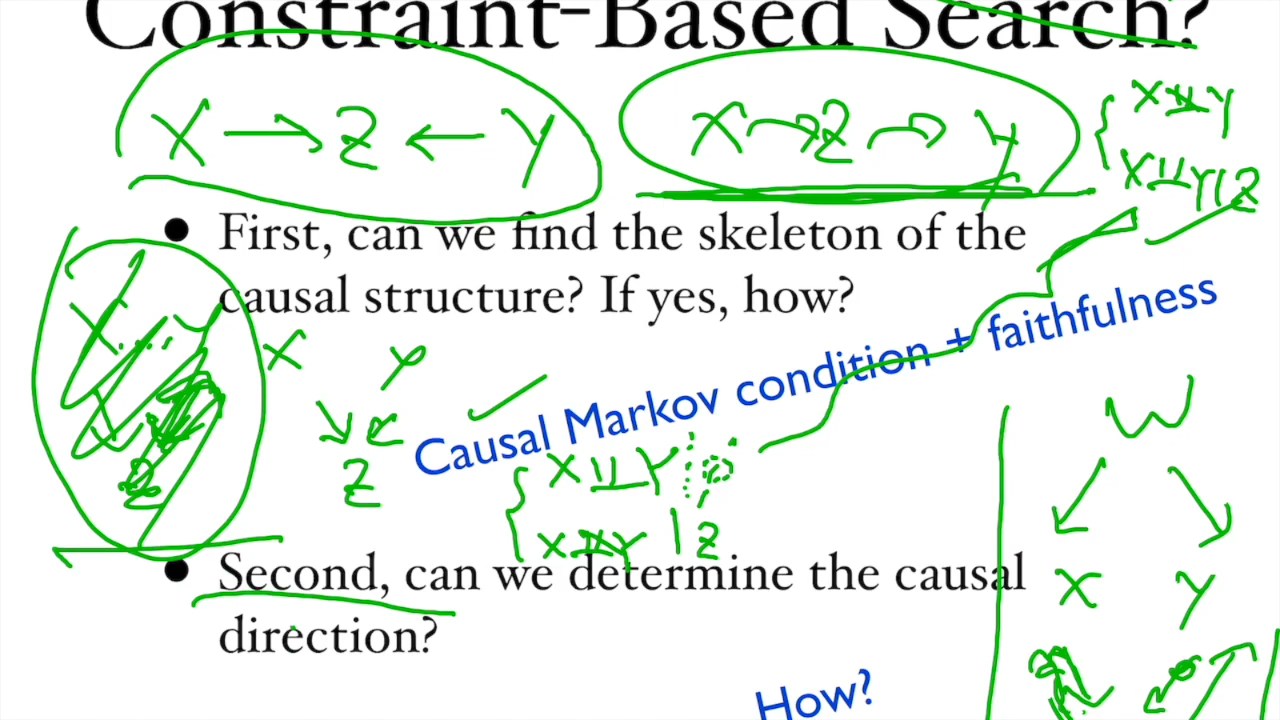 Constraint-Based Search?
X → Z ← Y
X → Z → Y
X ⫫̸ Y
X ⫫ Y | Z
• First, can we find the skeleton of the
causal structure? If yes, how?
X Y
Z
Causal Markov condition + faithfulness
X ⫫ Y
X ⫫̸ Y | Z
W
X Y
• Second, can we determine the causal
direction?
How?